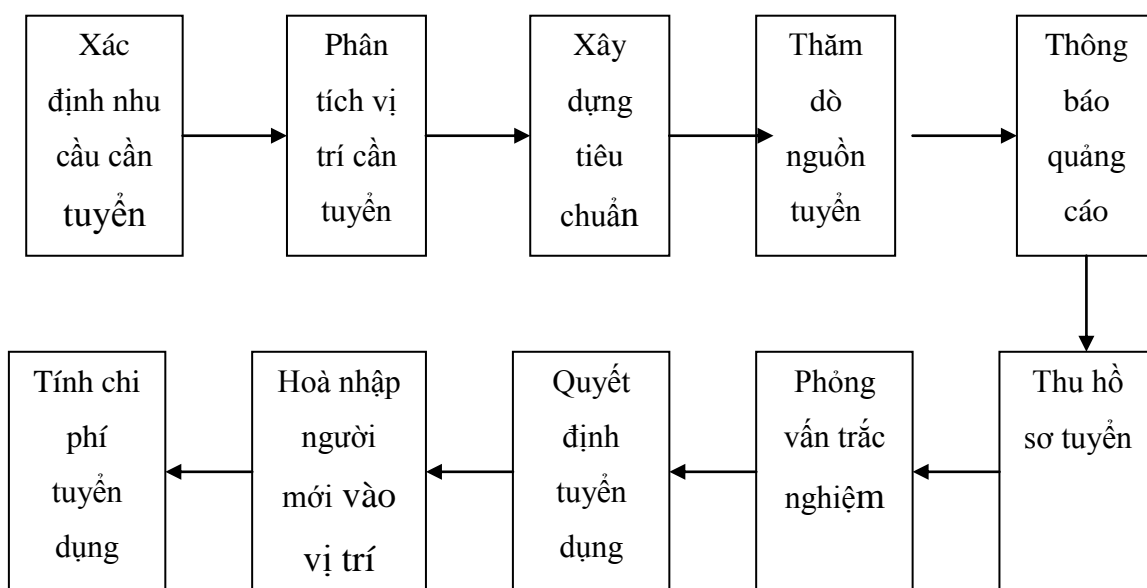 Xác
định nhu
cầu cần
tuyển
Phân
tích vị
trí cần
tuyển
Xây
dựng
tiêu
chuẩn
Thăm
dò
nguồn
tuyển
Thông
báo
quảng
cáo
Thu hồ
sơ tuyển
Phỏng
vấn trắc
nghiệm
Quyết
định
tuyển
dụng
Hoà nhập
người
mới vào
vị trí
Tính chi
phí
tuyển
dụng